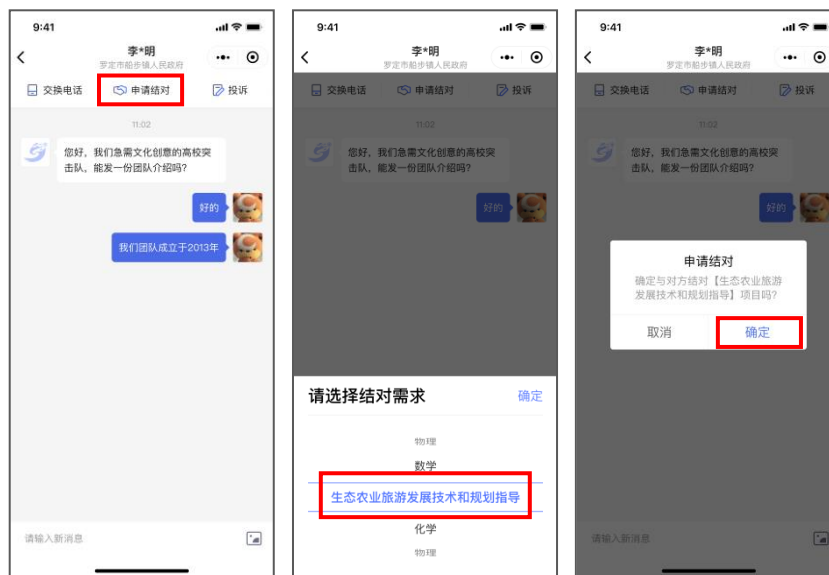 9:41
李*明
罗定市船步镇人民政府
交换电话
申请结对
投诉
11:02
您好，我们急需文化创意的高校突
击队，能发一份团队介绍吗?
好的
我们团队成立于2013年
请输入新消息
9:41
李*明
罗定市船步镇人民政府
交换电话
申请结对
投诉
11:02
您好，我们急需文化创意的高校突
击队，能发一份团队介绍吗?
好的
请选择结对需求
确定
物理
数学
生态农业旅游发展技术和规划指导
化学
物理
9:41
李*明
罗定市船步镇人民政府
交换电话
申请结对
投诉
11:02
您好，我们急需文化创意的高校突
击队，能发一份团队介绍吗?
好的
申请结对
确定与对方结对【生态农业旅游
发展技术和规划指导】项目吗?
取消
确定
请输入新消息